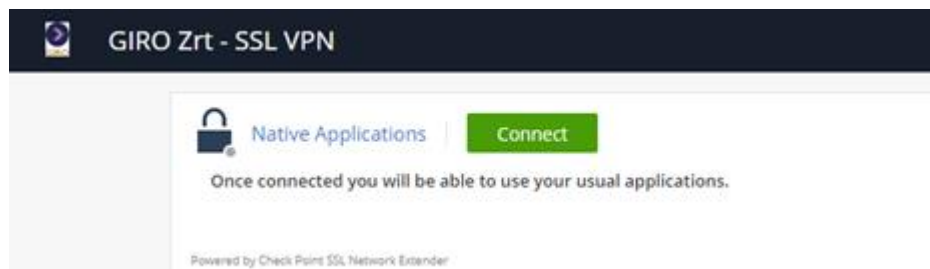 GIRO Zrt - SSL VPN
Native Applications
Connect
Once connected you will be able to use your usual applications.
Powered by Check Point SSL Network Extender